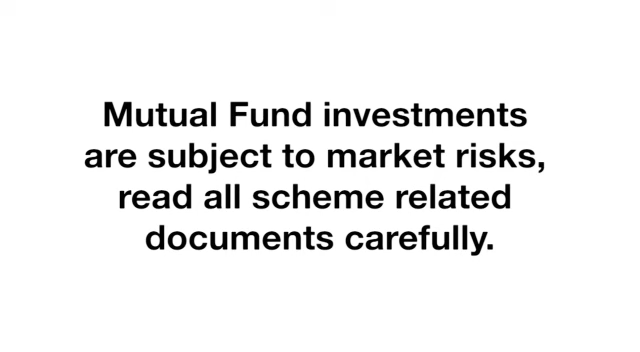 Mutual Fund investments
are subject to market risks,
read all scheme related
documents carefully.